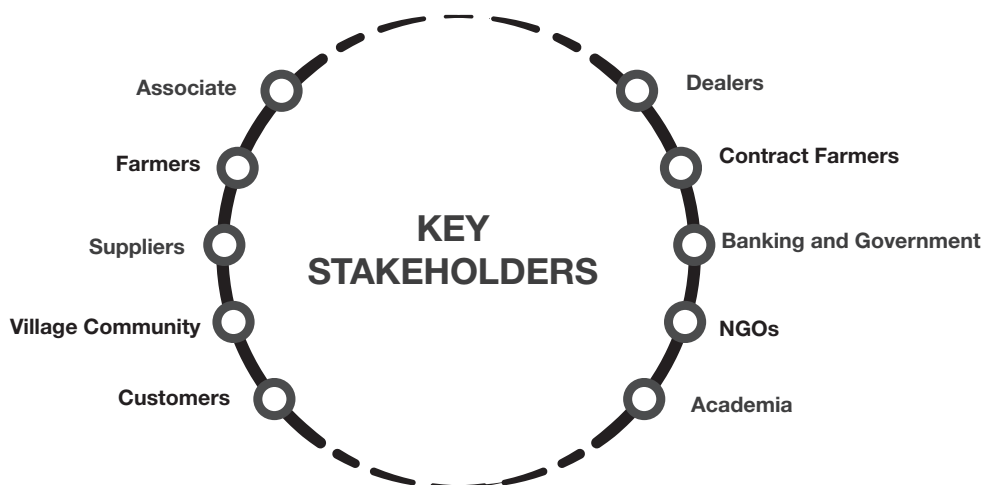 Associate
Farmers
Suppliers
Village Community
Customers
KEY
STAKEHOLDERS
Dealers
Contract Farmers
Banking and Government
NGOs
Academia